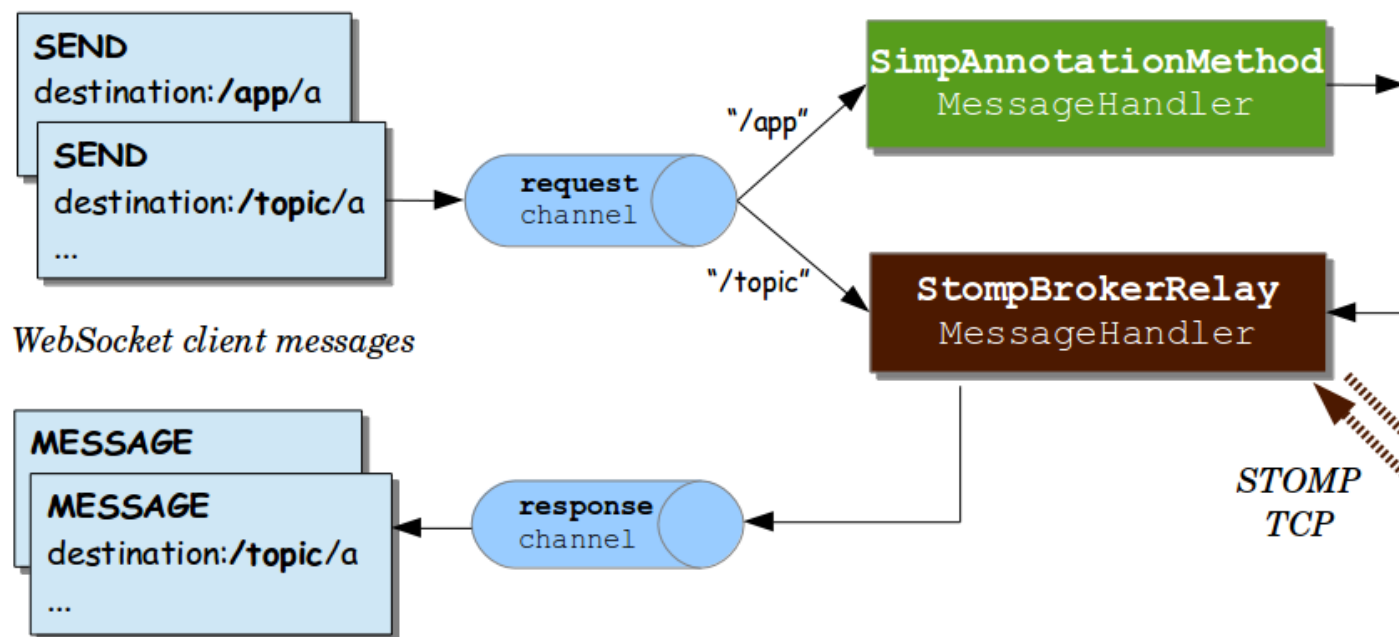 SEND
destination:/app/a
SEND
destination:/topic/a
...
WebSocket client messages
request
channel
“/app”
“/topic”
SimpAnnotationMethod
MessageHandler
StompBrokerRelay
MessageHandler
STOMP
TCP
response
channel
MESSAGE
MESSAGE
destination:/topic/a
...